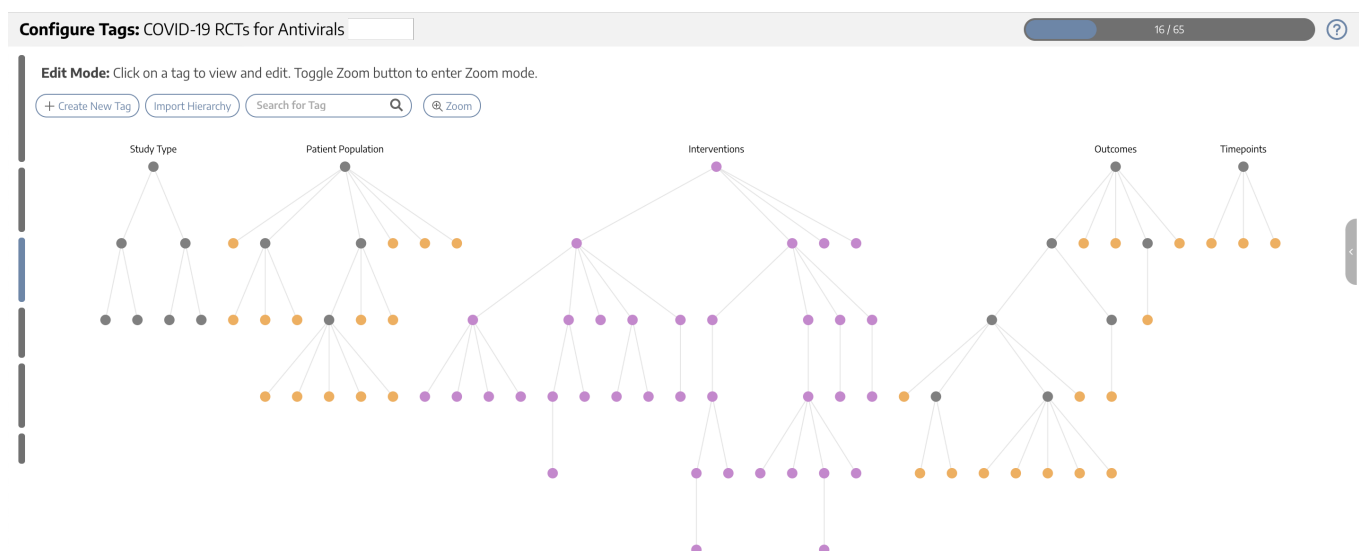 Configure Tags: COVID-19 RCTs for Antivirals
16 / 65
?
Edit Mode: Click on a tag to view and edit. Toggle Zoom button to enter Zoom mode.
+ Create New Tag
Import Hierarchy
Search for Tag
Zoom
Study Type
Patient Population
Interventions
Outcomes
Timepoints